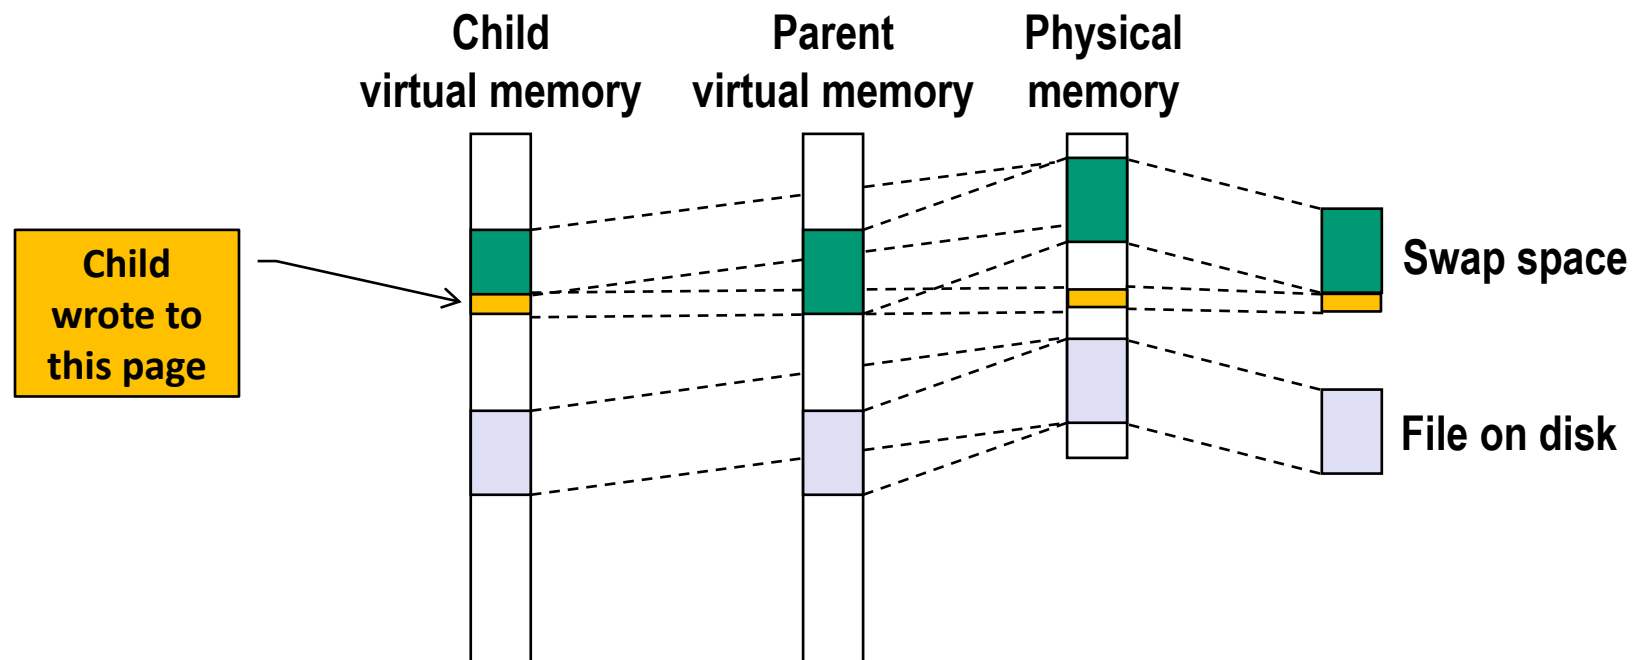 Child
virtual memory
Parent
virtual memory
Physical
memory
Child
wrote to
this page
Swap space
File on disk